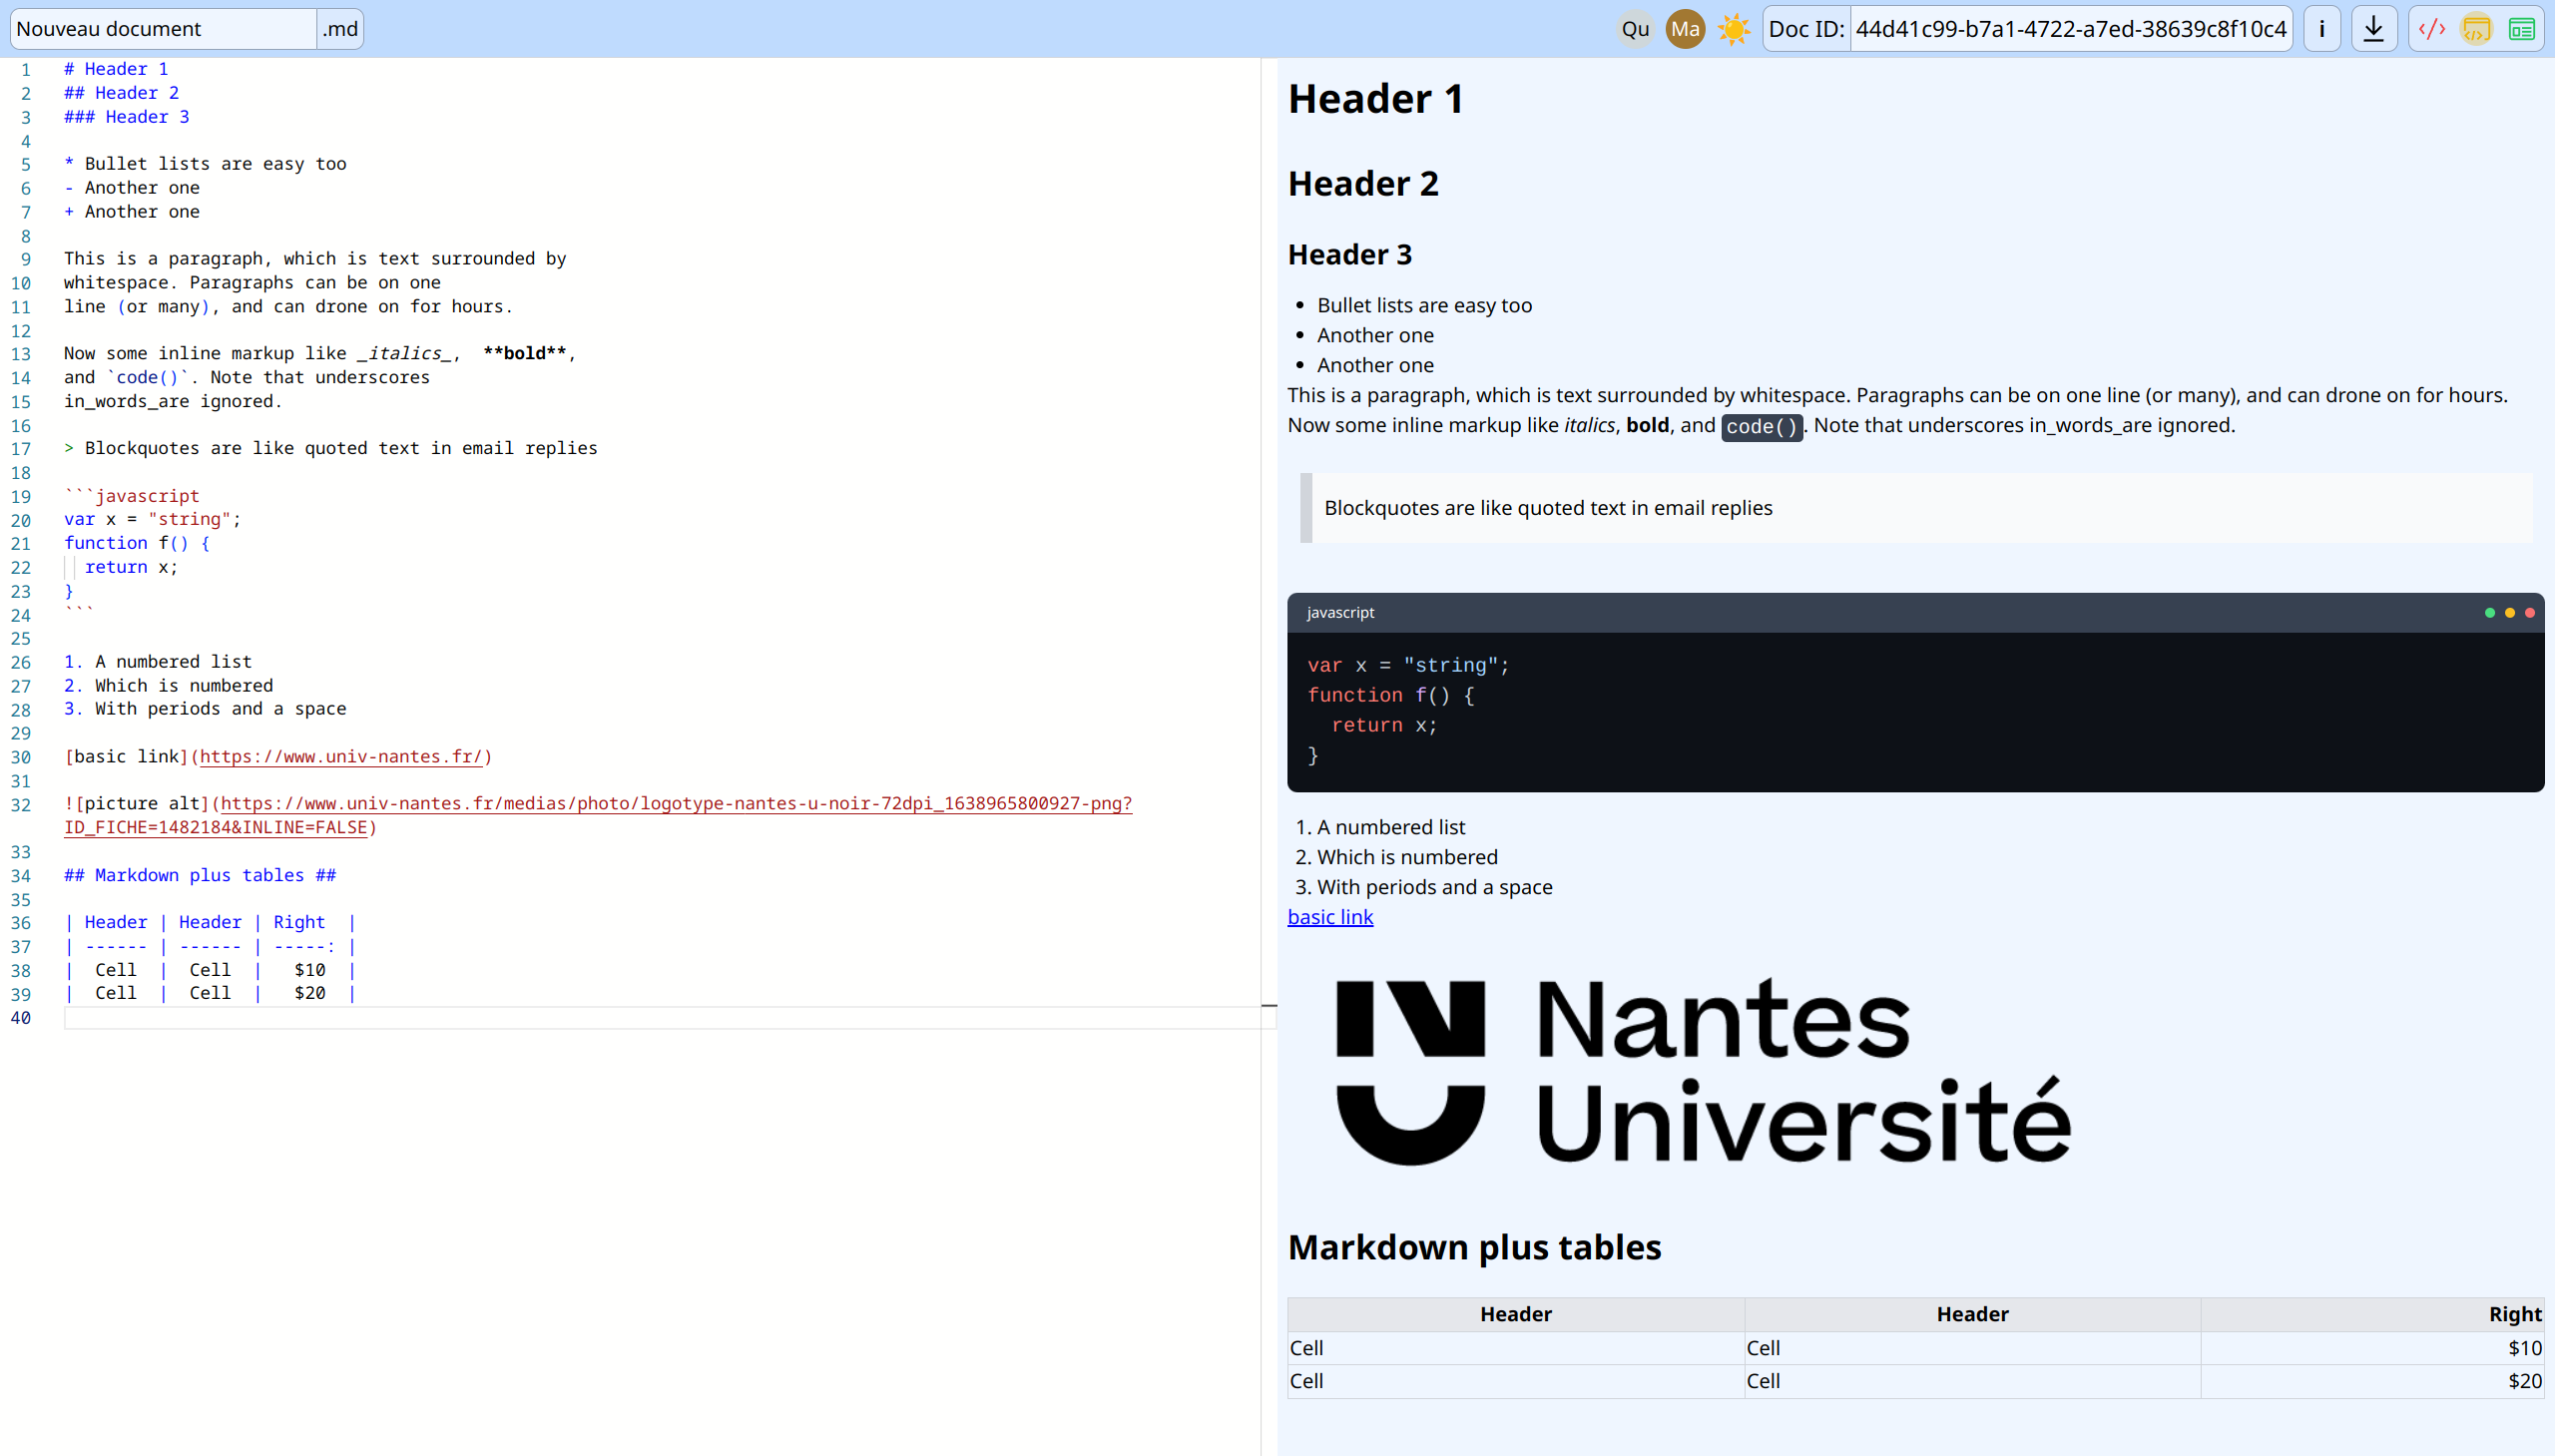 Nouveau document .md
Qu Ma Doc ID: 44d41c99-b7a1-4722-a7ed-38639c8f10c4 i
1 # Header 1
2 ## Header 2
3 ### Header 3
4
5 * Bullet lists are easy too
6 - Another one
7 + Another one
8
9 This is a paragraph, which is text surrounded by
10 whitespace. Paragraphs can be on one
11 line (or many), and can drone on for hours.
12
13 Now some inline markup like _italics_,  **bold**,
14 and `code()`. Note that underscores
15 in_words_are ignored.
16
17 > Blockquotes are like quoted text in email replies
18
19 ```javascript
20 var x = "string";
21 function f() {
22   return x;
23 }
24 ```
25
26 1. A numbered list
27 2. Which is numbered
28 3. With periods and a space
29
30 [basic link](https://www.univ-nantes.fr/)
31
32 ![picture alt](https://www.univ-nantes.fr/medias/photo/logotype-nantes-u-noir-72dpi_1638965800927-png?
ID_FICHE=1482184&INLINE=FALSE)
33
34 ## Markdown plus tables ##
35
36 | Header | Header | Right  |
37 | ------ | ------ | -----: |
38 |  Cell  |  Cell  |   $10  |
39 |  Cell  |  Cell  |   $20  |
40
Header 1
Header 2
Header 3
• Bullet lists are easy too
• Another one
• Another one
This is a paragraph, which is text surrounded by whitespace. Paragraphs can be on one line (or many), and can drone on for hours.
Now some inline markup like italics, bold, and code(). Note that underscores in_words_are ignored.
Blockquotes are like quoted text in email replies
javascript
var x = "string";
function f() {
  return x;
}
1. A numbered list
2. Which is numbered
3. With periods and a space
basic link
Nantes
Université
Markdown plus tables
Header Header Right
Cell Cell $10
Cell Cell $20